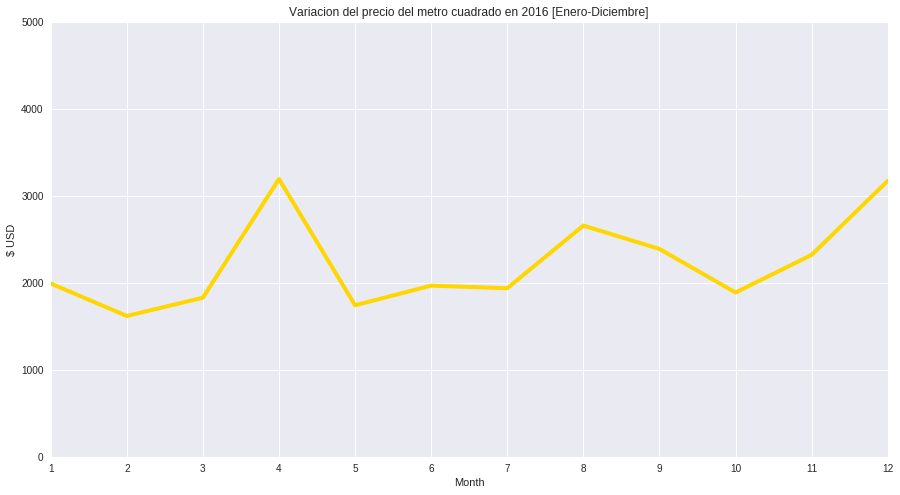 Variacion del precio del metro cuadrado en 2016 [Enero-Diciembre]
5000
4000
3000
2000
1000
0
$ USD
1 2 3 4 5 6 7 8 9 10 11 12
Month